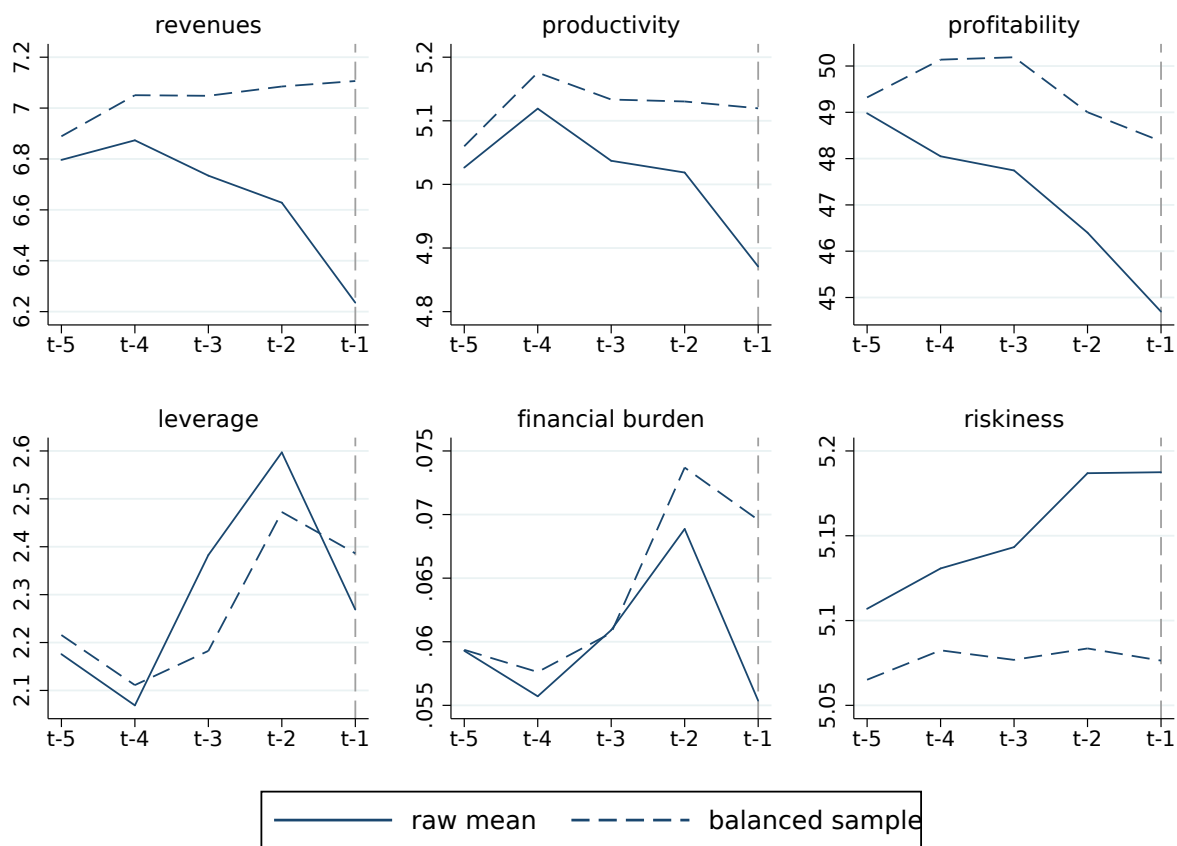 revenues
7.2
7
6.8
6.6
6.4
6.2
t-5 t-4 t-3 t-2 t-1
productivity
5.2
5.1
5
4.9
4.8
t-5 t-4 t-3 t-2 t-1
profitability
50
49
48
47
46
45
t-5 t-4 t-3 t-2 t-1
leverage
2.6
2.5
2.4
2.3
2.2
2.1
t-5 t-4 t-3 t-2 t-1
financial burden
.075
.07
.065
.06
.055
t-5 t-4 t-3 t-2 t-1
riskiness
5.2
5.15
5.1
5.05
t-5 t-4 t-3 t-2 t-1
raw mean balanced sample